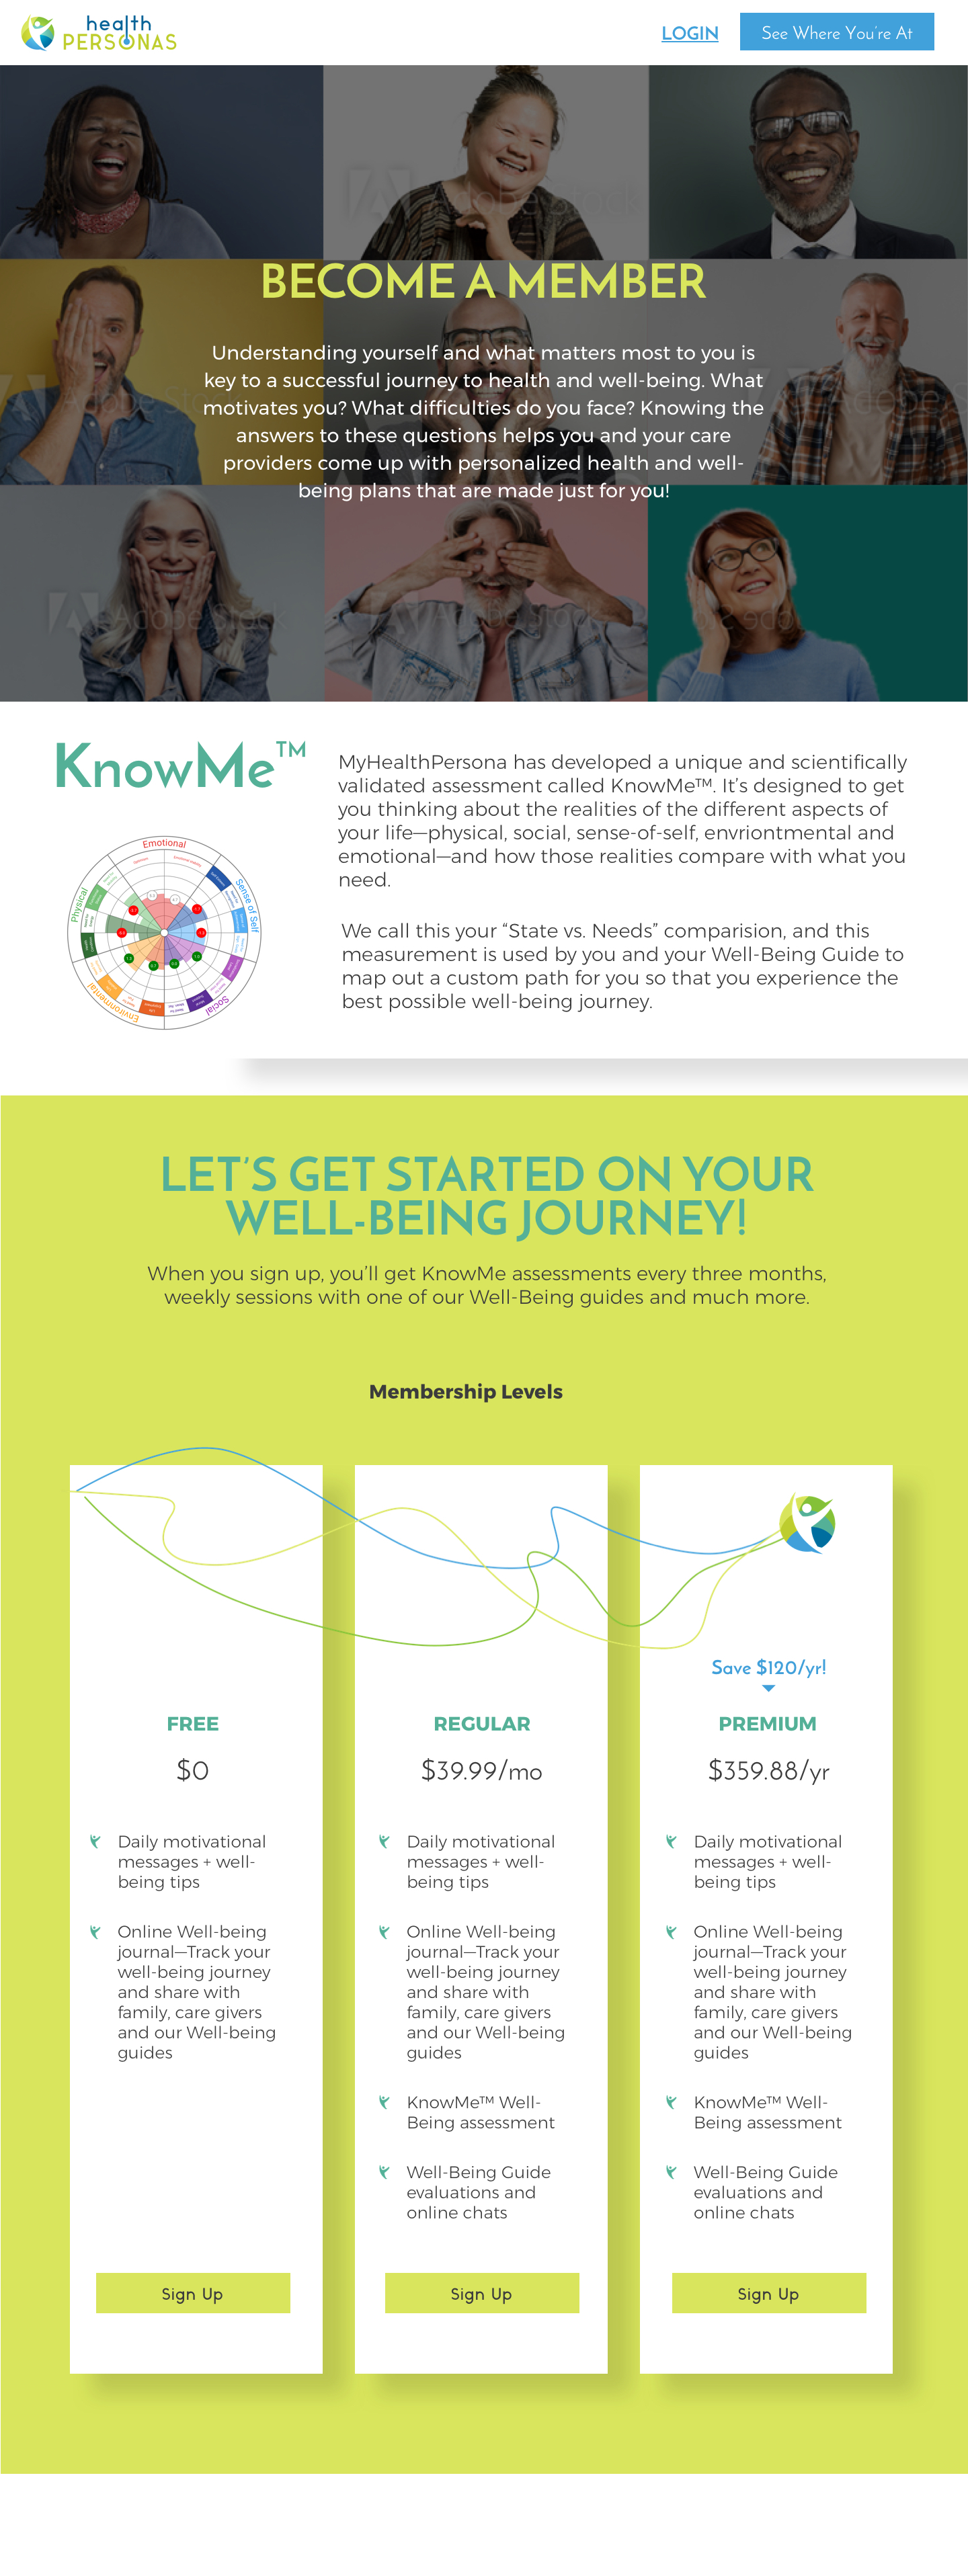 health
PERSONAS
LOGIN
See Where You're At
Adobe Stock
BECOME A MEMBER
Understanding yourself and what matters most to you is
key to a successful journey to health and well-being. What
motivates you? What difficulties do you face? Knowing the
answers to these questions helps you and your care
providers come up with personalized health and well-
being plans that are made just for you!
Adobe Stock
Adobe Stock
KnowMe™
MyHealthPersona has developed a unique and scientifically
validated assessment called KnowMe™. It's designed to get
you thinking about the realities of the different aspects of
your life—physical, social, sense-of-self, envriontmental and
emotional—and how those realities compare with what you
need.
We call this your “State vs. Needs” comparision, and this
measurement is used by you and your Well-Being Guide to
map out a custom path for you so that you experience the
best possible well-being journey.
Emotional
Sense of Self
Social
Environmental
Physical
LET'S GET STARTED ON YOUR
WELL-BEING JOURNEY!
When you sign up, you'll get KnowMe assessments every three months,
weekly sessions with one of our Well-Being guides and much more.
Membership Levels
FREE
$0
Daily motivational
messages + well-
being tips
Online Well-being
journal—Track your
well-being journey
and share with
family, care givers
and our Well-being
guides
Sign Up
REGULAR
$39.99/mo
Daily motivational
messages + well-
being tips
Online Well-being
journal—Track your
well-being journey
and share with
family, care givers
and our Well-being
guides
KnowMe™ Well-
Being assessment
Well-Being Guide
evaluations and
online chats
Sign Up
Save $120/yr!
PREMIUM
$359.88/yr
Daily motivational
messages + well-
being tips
Online Well-being
journal—Track your
well-being journey
and share with
family, care givers
and our Well-being
guides
KnowMe™ Well-
Being assessment
Well-Being Guide
evaluations and
online chats
Sign Up